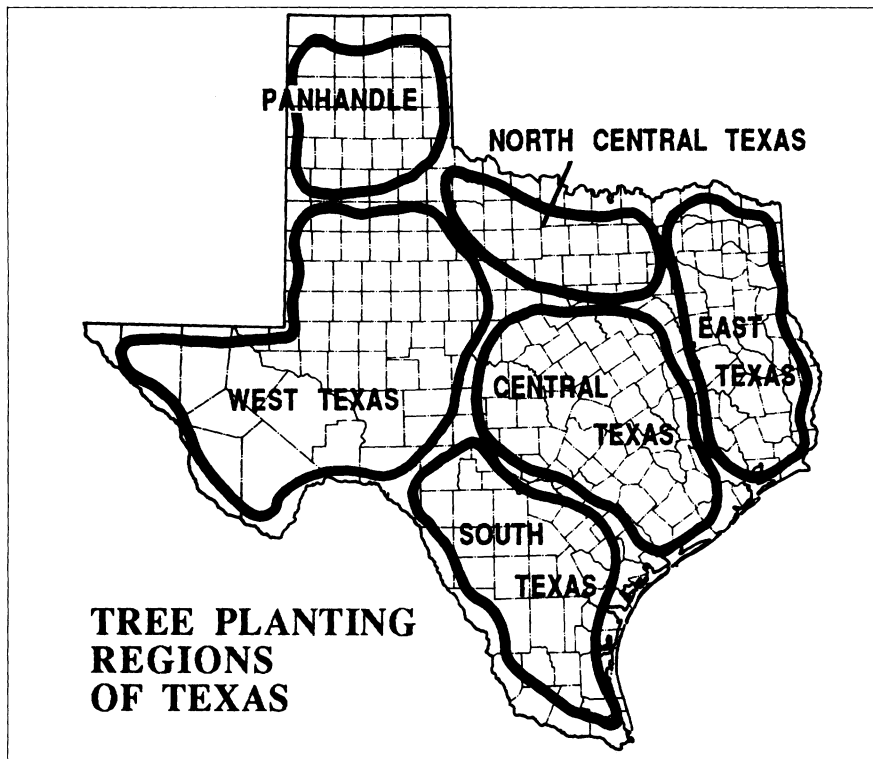 PANHANDLE
NORTH CENTRAL TEXAS
EAST
TEXAS
WEST TEXAS
CENTRAL
TEXAS
SOUTH
TEXAS
TREE PLANTING
REGIONS
OF TEXAS